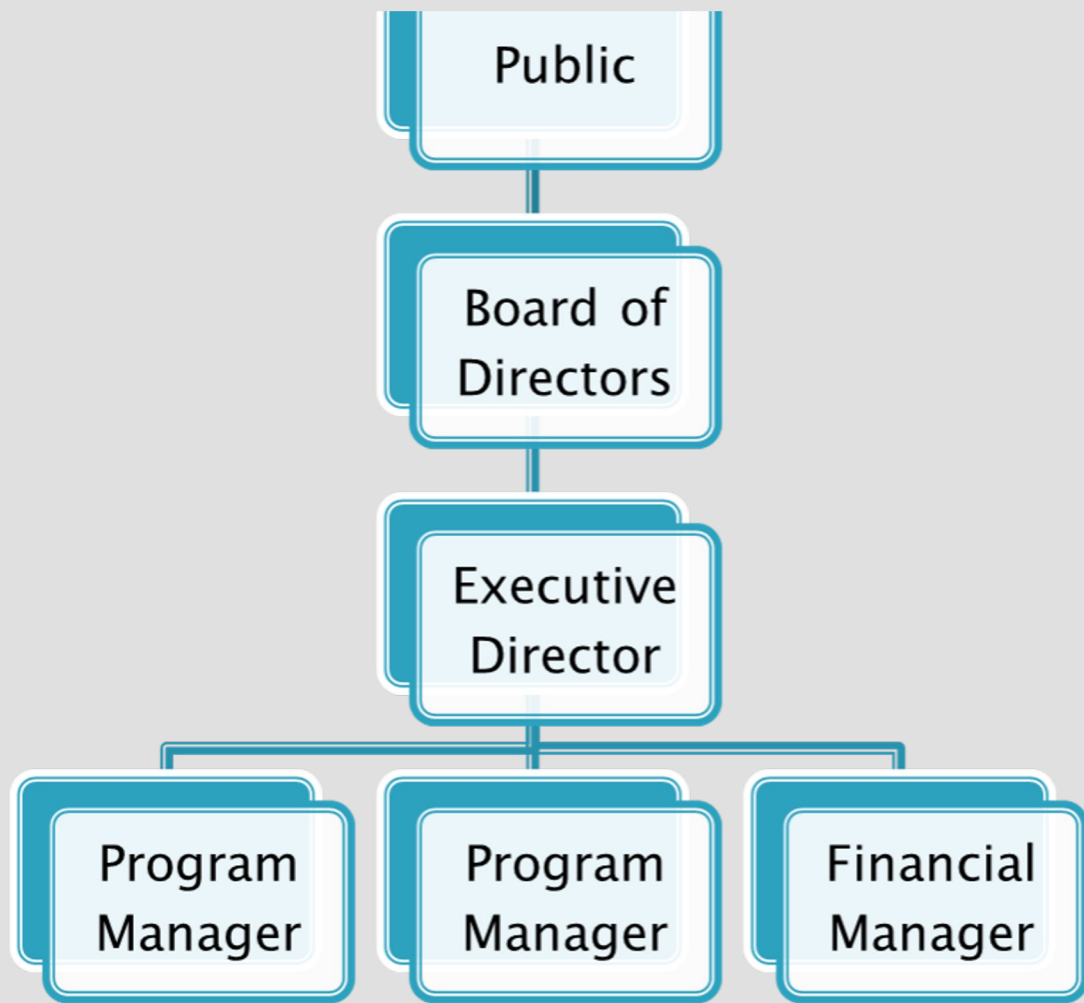 Public
Board of
Directors
Executive
Director
Program
Manager
Program
Manager
Financial
Manager